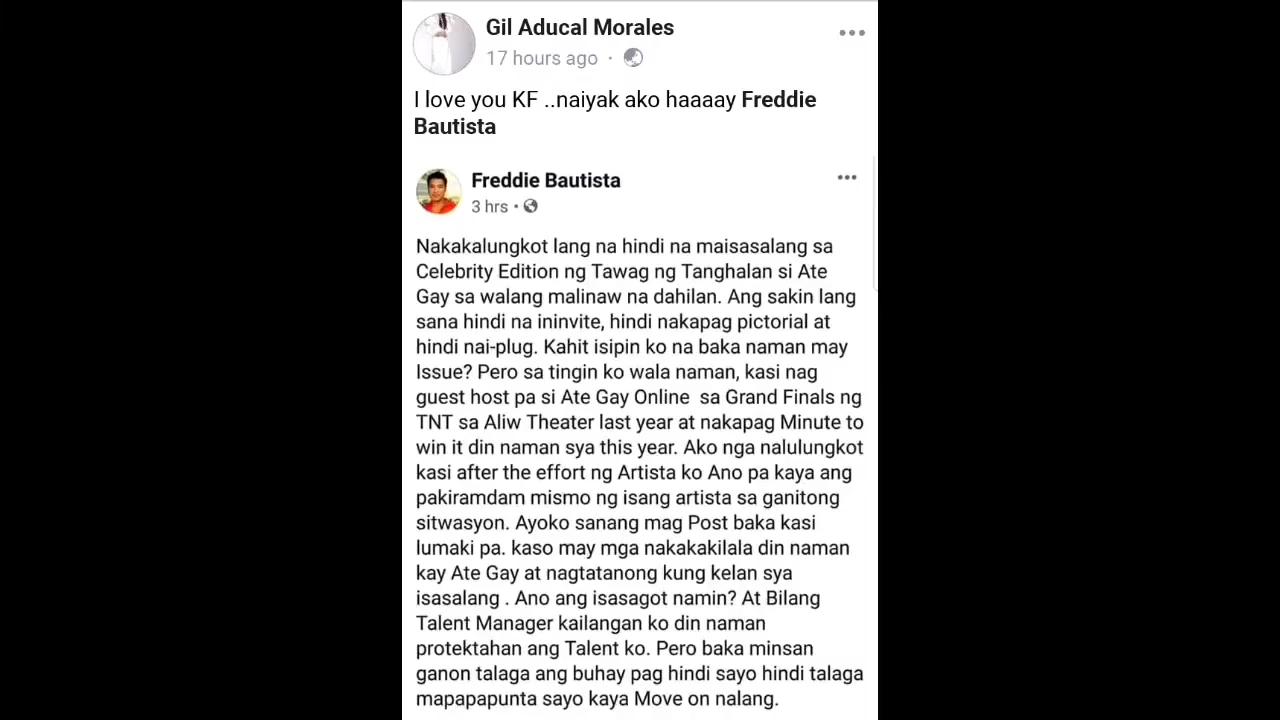 Gil Aducal Morales
17 hours ago ·
I love you KF ..naiyak ako haaaay Freddie
Bautista
Freddie Bautista
3 hrs ·
Nakakalungkot lang na hindi na maisasalang sa
Celebrity Edition ng Tawag ng Tanghalan si Ate
Gay sa walang malinaw na dahilan. Ang sakin lang
sana hindi na ininvite, hindi nakapag pictorial at
hindi nai-plug. Kahit isipin ko na baka naman may
Issue? Pero sa tingin ko wala naman, kasi nag
guest host pa si Ate Gay Online sa Grand Finals ng
TNT sa Aliw Theater last year at nakapag Minute to
win it din naman sya this year. Ako nga nalulungkot
kasi after the effort ng Artista ko Ano pa kaya ang
pakiramdam mismo ng isang artista sa ganitong
sitwasyon. Ayoko sanang mag Post baka kasi
lumaki pa. kaso may mga nakakakilala din naman
kay Ate Gay at nagtatanong kung kelan sya
isasalang . Ano ang isasagot namin? At Bilang
Talent Manager kailangan ko din naman
protektahan ang Talent ko. Pero baka minsan
ganon talaga ang buhay pag hindi sayo hindi talaga
mapapapunta sayo kaya Move on nalang.